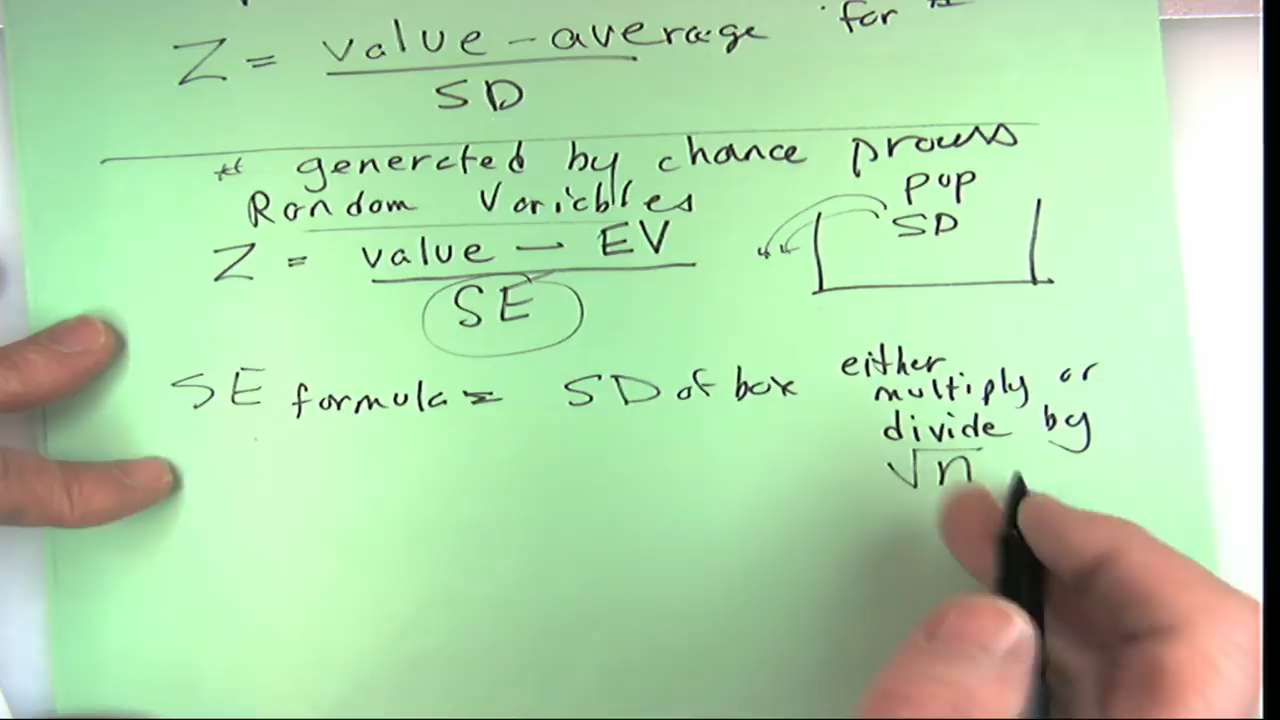 Z = value - average for #
SD
# generated by chance process
Random Variables
Z = value - EV
SE
pop
SD
SE formula = SD of box either
multiply or
divide by
√n